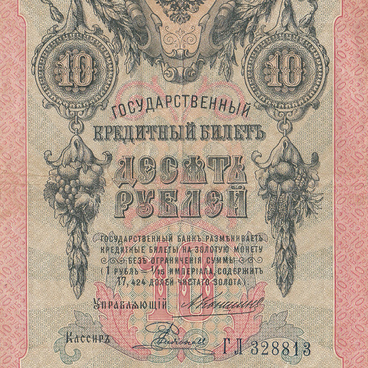 10 10
ГОСУДАРСТВЕННЫЙ
КРЕДИТНЫЙ БИЛЕТЪ
ДЕСЯТЬ
РУБЛЕЙ
ГОСУДАРСТВЕННЫЙ БАНКЪ РАЗМѢНИВАЕТЪ
КРЕДИТНЫЕ БИЛЕТЫ НА ЗОЛОТУЮ МОНЕТУ
БЕЗЪ ОГРАНИЧЕНІЯ СУММЫ
(1 РУБЛЬ = 1/15 ИМПЕРІАЛА, СОДЕРЖИТЪ
17,424 ДОЛЕЙ ЧИСТАГО ЗОЛОТА)
УПРАВЛЯЮЩІЙ
КАССИРЪ
ГЛ 328813